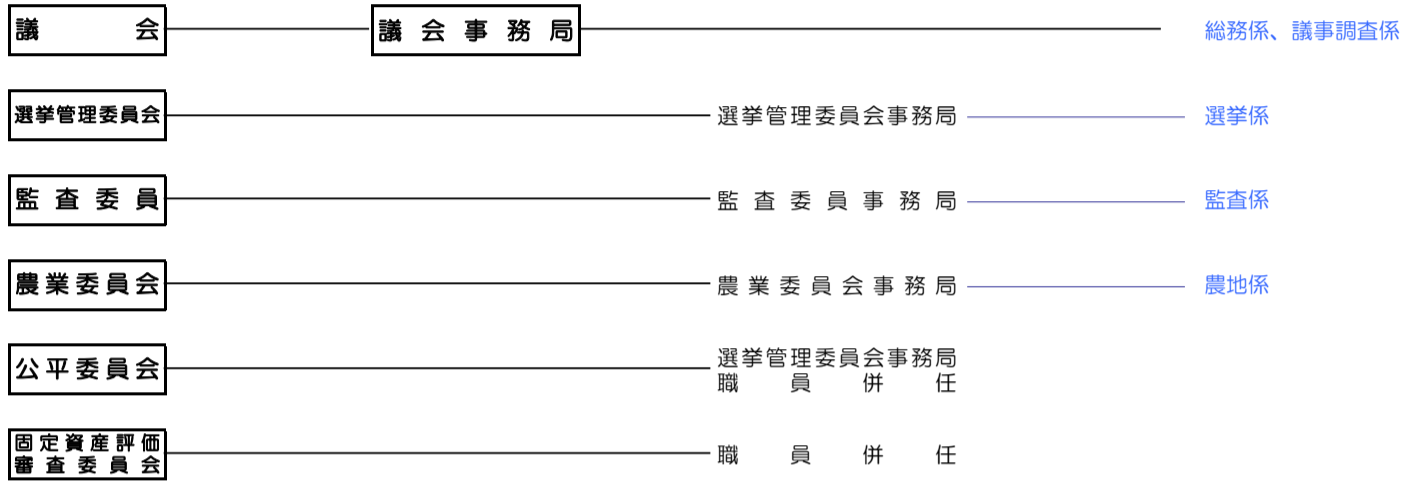 議会 議会事務局 総務係、議事調査係
選挙管理委員会 選挙管理委員会事務局 選挙係
監査委員 監査委員事務局 監査係
農業委員会 農業委員会事務局 農地係
公平委員会 選挙管理委員会事務局
職員併任
固定資産評価
審査委員会 職員併任